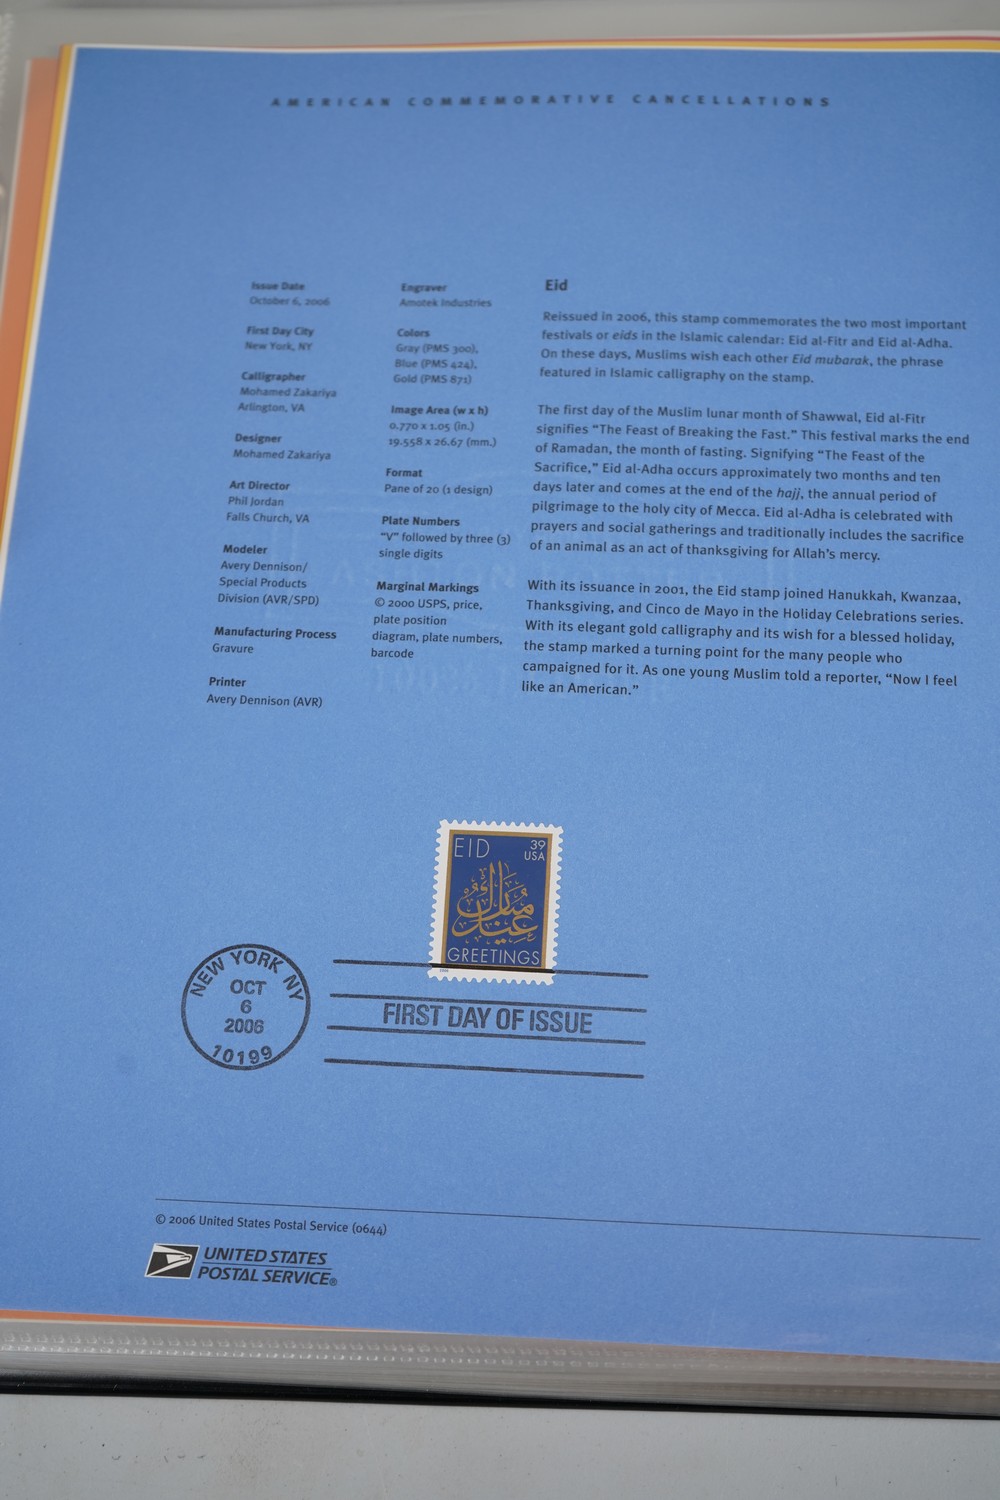 AMERICAN COMMEMORATIVE CANCELLATIONS
Issue Date
October 6, 2006
First Day City
New York, NY
Calligrapher
Mohamed Zakariya
Arlington, VA
Designer
Mohamed Zakariya
Art Director
Phil Jordan
Falls Church, VA
Modeler
Avery Dennison/
Special Products
Division (AVR/SPD)
Manufacturing Process
Gravure
Printer
Avery Dennison (AVR)
Engraver
Amotek Industries
Colors
Gray (PMS 300),
Blue (PMS 424),
Gold (PMS 871)
Image Area (w x h)
0.770 x 1.05 (in.)
19.558 x 26.67 (mm.)
Format
Pane of 20 (1 design)
Plate Numbers
“V” followed by three (3)
single digits
Marginal Markings
© 2000 USPS, price,
plate position
diagram, plate numbers,
barcode
Eid
Reissued in 2006, this stamp commemorates the two most important
festivals or eids in the Islamic calendar: Eid al-Fitr and Eid al-Adha.
On these days, Muslims wish each other Eid mubarak, the phrase
featured in Islamic calligraphy on the stamp.
The first day of the Muslim lunar month of Shawwal, Eid al-Fitr
signifies “The Feast of Breaking the Fast.” This festival marks the end
of Ramadan, the month of fasting. Signifying “The Feast of the
Sacrifice,” Eid al-Adha occurs approximately two months and ten
days later and comes at the end of the hajj, the annual period of
pilgrimage to the holy city of Mecca. Eid al-Adha is celebrated with
prayers and social gatherings and traditionally includes the sacrifice
of an animal as an act of thanksgiving for Allah’s mercy.
With its issuance in 2001, the Eid stamp joined Hanukkah, Kwanzaa,
Thanksgiving, and Cinco de Mayo in the Holiday Celebrations series.
With its elegant gold calligraphy and its wish for a blessed holiday,
the stamp marked a turning point for the many people who
campaigned for it. As one young Muslim told a reporter, “Now I feel
like an American.”
EID 39
USA
عيد مبارك
GREETINGS
NEW YORK NY
OCT
6
2006
10199
FIRST DAY OF ISSUE
© 2006 United States Postal Service (0644)
UNITED STATES
POSTAL SERVICE®